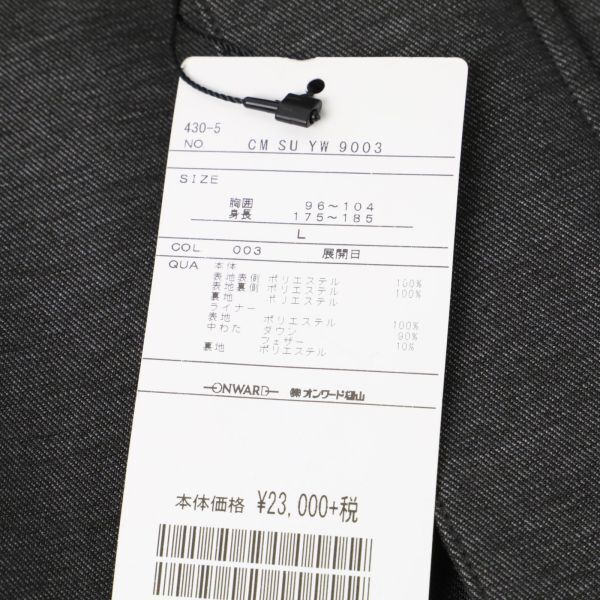 430-5
NO CM SU YW 9003
SIZE
胸囲 96~104
身長 175~185
L
COL 003 展開日
QUA 本体
表地表側 ポリエステル 100%
表地裏側 ポリエステル 100%
裏地 ポリエステル
ライナー
表地 ポリエステル 100%
中わた ダウン 90%
フェザー 10%
裏地 ポリエステル
ONWARD ㈱オンワード樫山
本体価格 ¥23,000+税